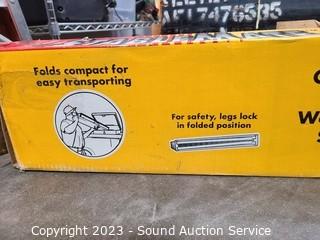 Folds compact for
easy transporting
For safety, legs lock
in folded position
Copyright 2023 - Sound Auction Service